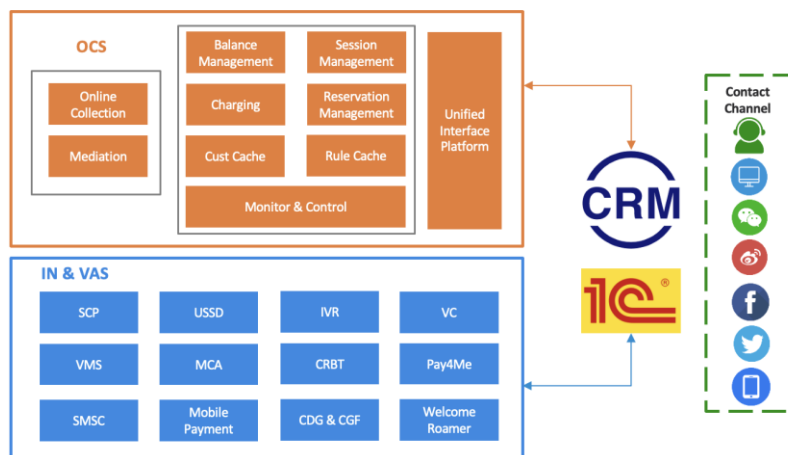 OCS
Online
Collection
Mediation
Balance
Management
Session
Management
Charging
Reservation
Management
Cust Cache
Rule Cache
Monitor & Control
Unified
Interface
Platform
IN & VAS
SCP
USSD
IVR
VC
VMS
MCA
CRBT
Pay4Me
SMSC
Mobile
Payment
CDG & CGF
Welcome
Roamer
CRM
1C®
Contact
Channel
f